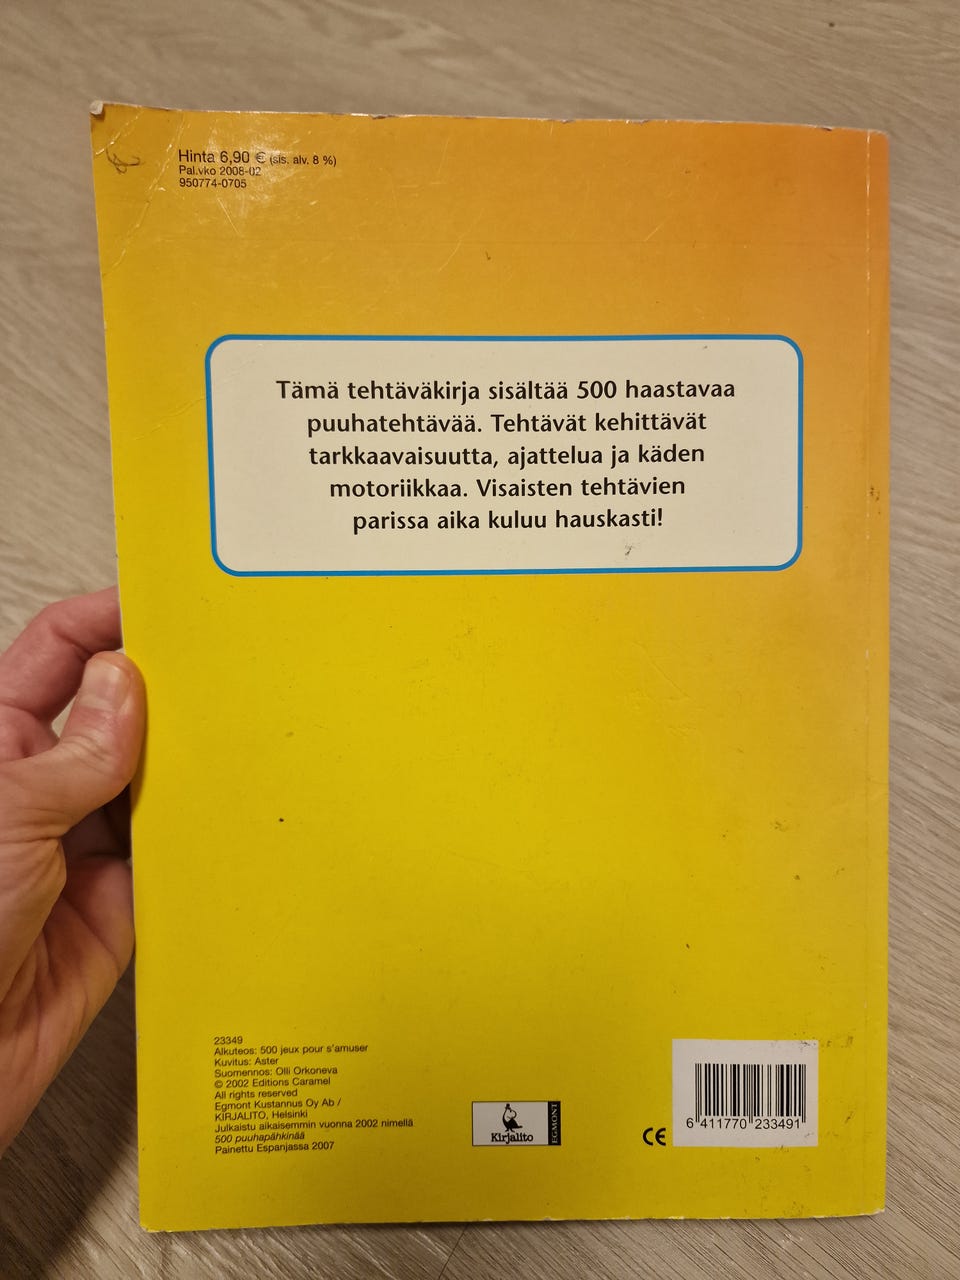 Hinta 6,90 € (sis. alv. 8 %)
Pal.vko 2008-02
950774-0705
Tämä tehtäväkirja sisältää 500 haastavaa
puuhatehtävää. Tehtävät kehittävät
tarkkaavaisuutta, ajattelua ja käden
motoriikkaa. Visaisten tehtävien
parissa aika kuluu hauskasti!
23349
Alkuteos: 500 jeux pour s'amuser
Kuvitus: Aster
Suomennos: Olli Orkoneva
© 2002 Editions Caramel
All rights reserved
Egmont Kustannus Oy Ab /
KIRJALITO, Helsinki
Julkaistu aikaisemmin vuonna 2002 nimellä
500 puuhapähkinää
Painettu Espanjassa 2007
Kirjalito
EGMONT
CE
6 411770 233491